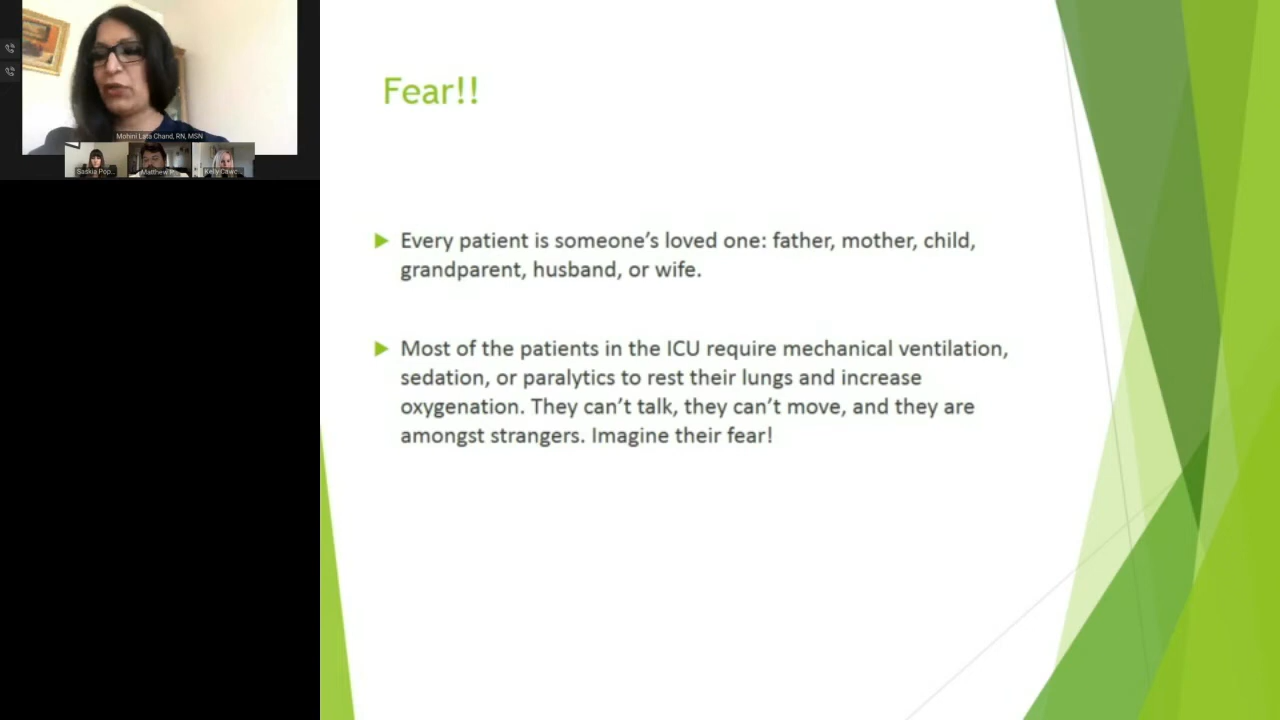 Mohini Lata Chand, RN, MSN
Saskia Pop...
Matthew P...
Kelly Cawc...
Fear!!
Every patient is someone’s loved one: father, mother, child,
grandparent, husband, or wife.
Most of the patients in the ICU require mechanical ventilation,
sedation, or paralytics to rest their lungs and increase
oxygenation. They can’t talk, they can’t move, and they are
amongst strangers. Imagine their fear!